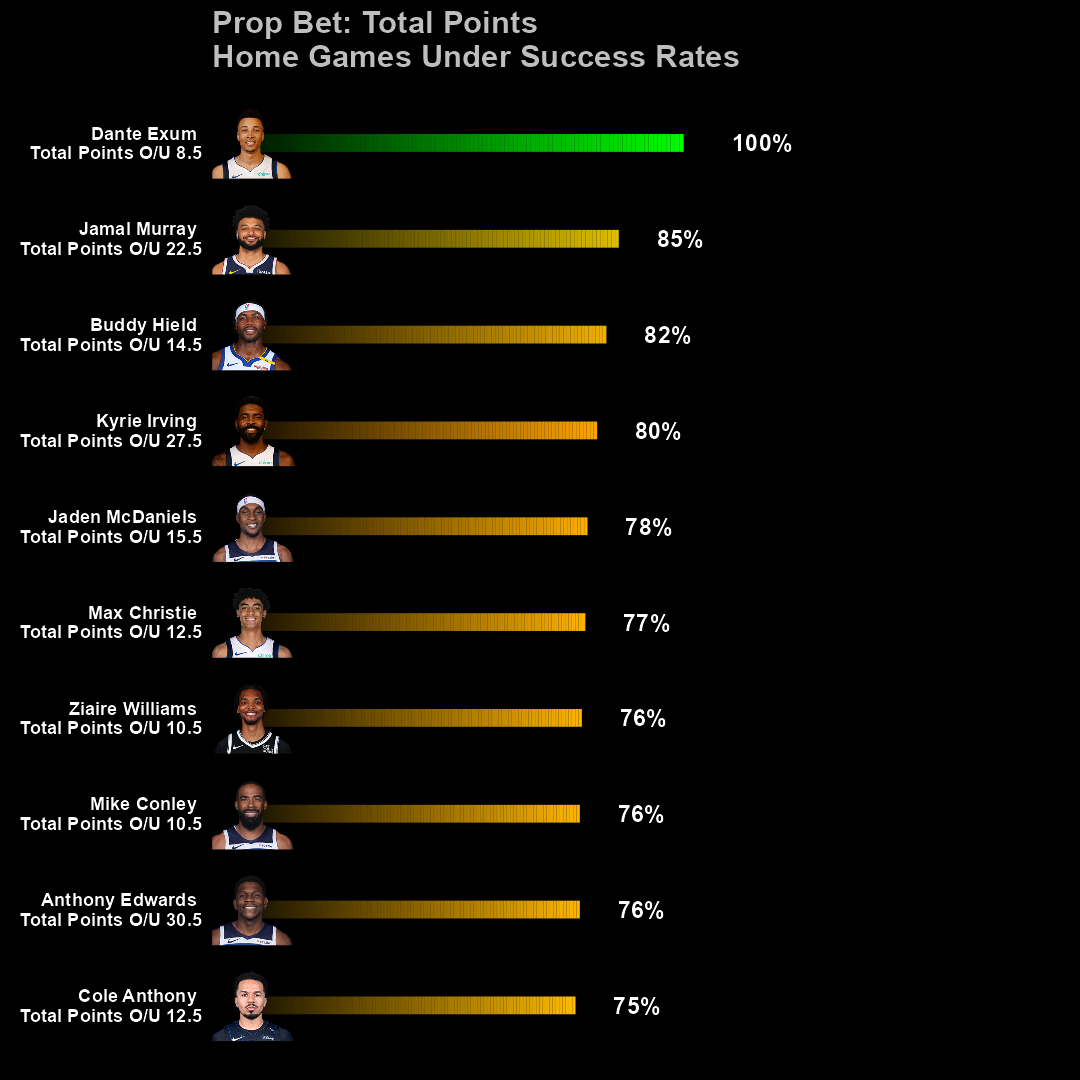 Prop Bet: Total Points
Home Games Under Success Rates
Dante Exum
Total Points O/U 8.5
100%
Jamal Murray
Total Points O/U 22.5
85%
Buddy Hield
Total Points O/U 14.5
82%
Kyrie Irving
Total Points O/U 27.5
80%
Jaden McDaniels
Total Points O/U 15.5
78%
Max Christie
Total Points O/U 12.5
77%
Ziaire Williams
Total Points O/U 10.5
76%
Mike Conley
Total Points O/U 10.5
76%
Anthony Edwards
Total Points O/U 30.5
76%
Cole Anthony
Total Points O/U 12.5
75%